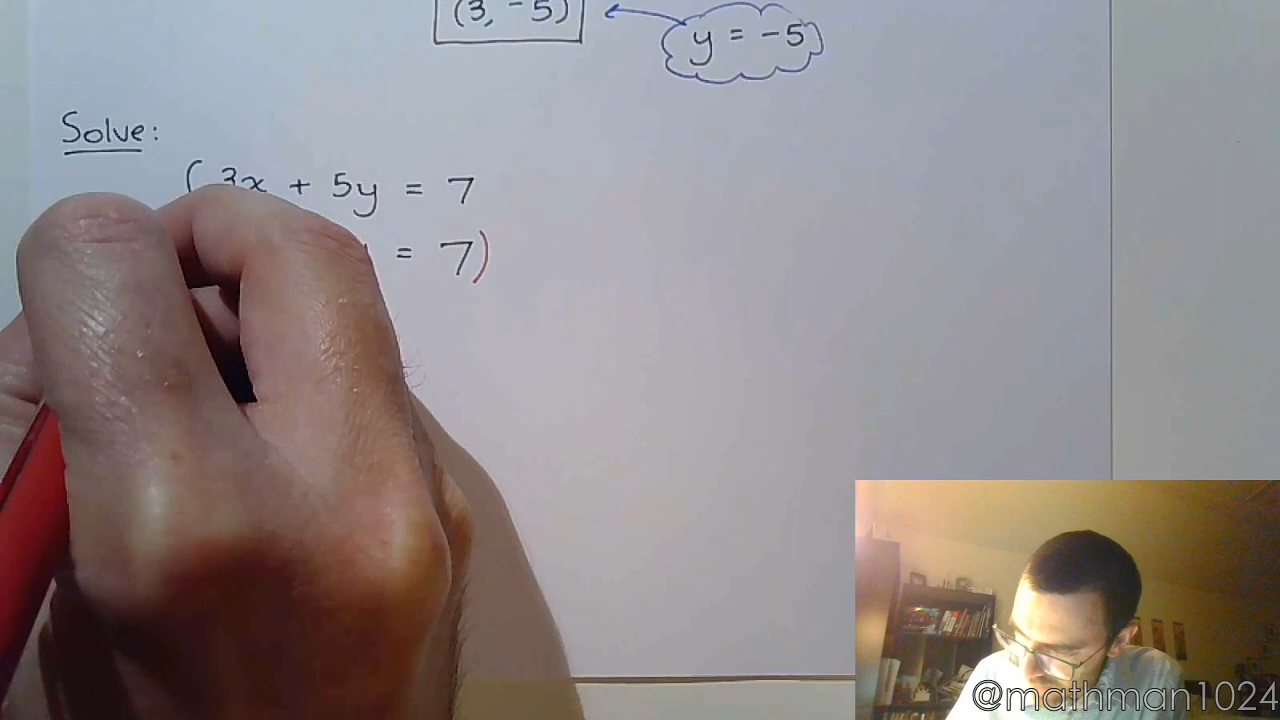 (3, -5)
y = -5
Solve:
3x + 5y = 7
= 7)
@mathman1024